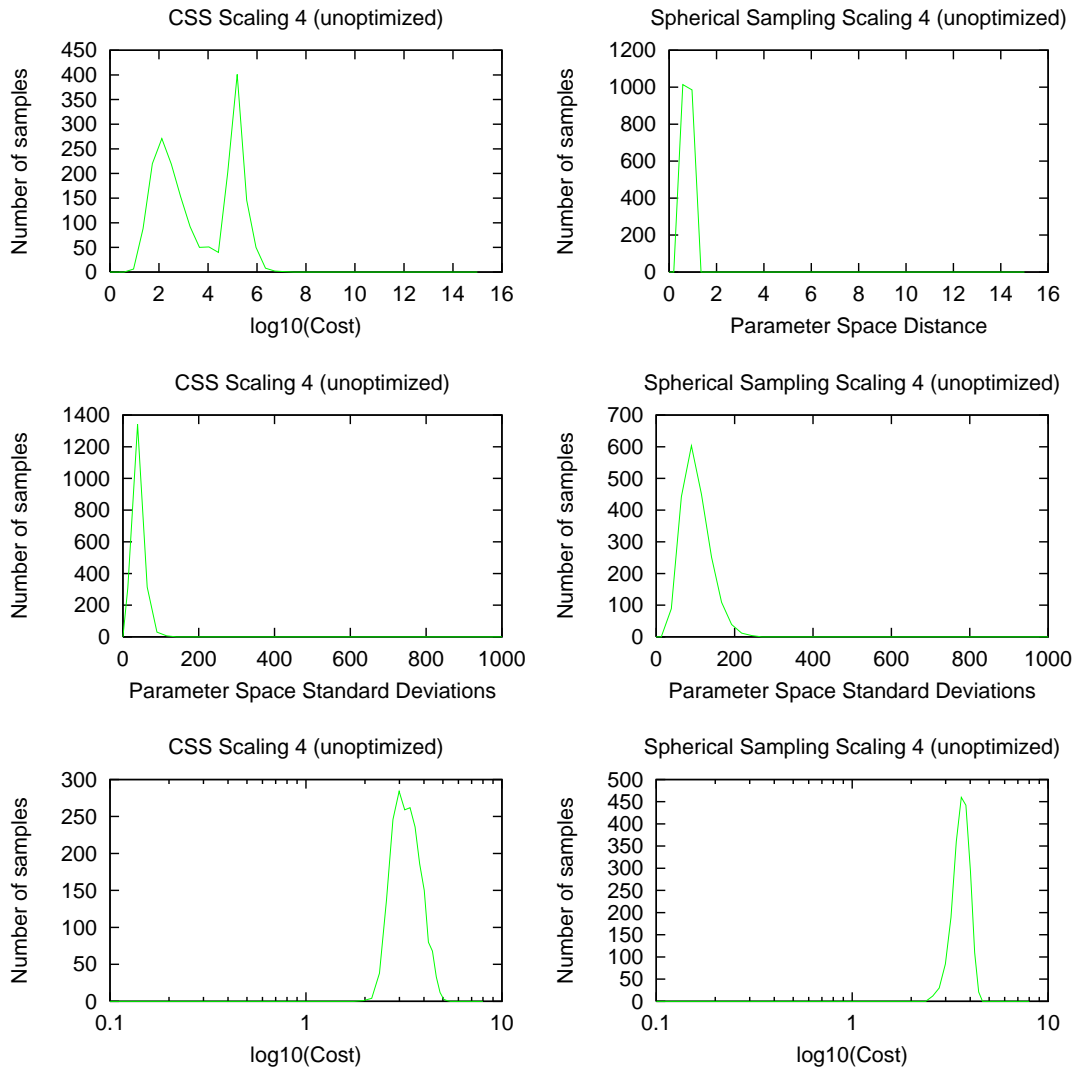 CSS Scaling 4 (unoptimized)
Number of samples
450
400
350
300
250
200
150
100
50
0
0 2 4 6 8 10 12 14 16
log10(Cost)
Spherical Sampling Scaling 4 (unoptimized)
Number of samples
1200
1000
800
600
400
200
0
0 2 4 6 8 10 12 14 16
Parameter Space Distance
CSS Scaling 4 (unoptimized)
Number of samples
1400
1200
1000
800
600
400
200
0
0 200 400 600 800 1000
Parameter Space Standard Deviations
Spherical Sampling Scaling 4 (unoptimized)
Number of samples
700
600
500
400
300
200
100
0
0 200 400 600 800 1000
Parameter Space Standard Deviations
CSS Scaling 4 (unoptimized)
Number of samples
300
250
200
150
100
50
0
0.1 1 10
log10(Cost)
Spherical Sampling Scaling 4 (unoptimized)
Number of samples
500
450
400
350
300
250
200
150
100
50
0
0.1 1 10
log10(Cost)